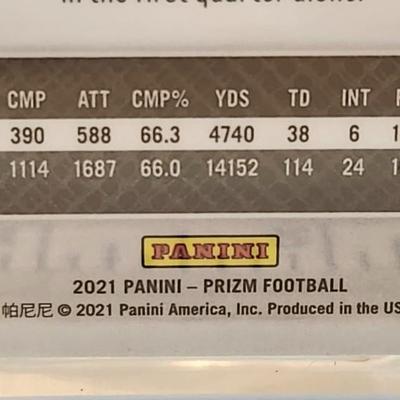 in the first quarter alone.
CMP ATT CMP% YDS TD INT
390 588 66.3 4740 38 6 1
1114 1687 66.0 14152 114 24 1
PANINI
2021 PANINI – PRIZM FOOTBALL
帕尼尼 © 2021 Panini America, Inc. Produced in the US